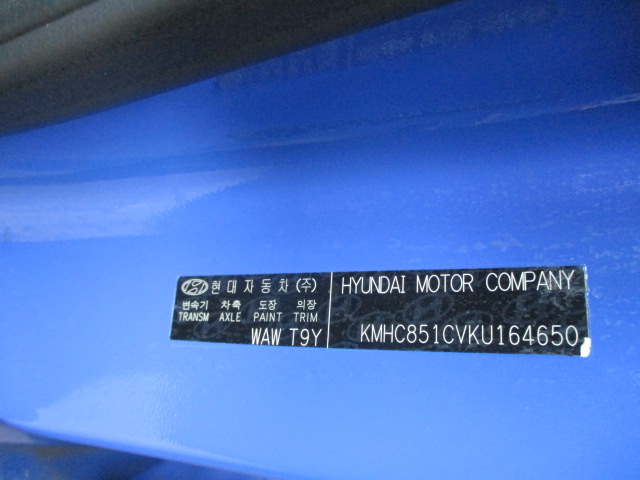 현대자동차(주)
변속기 차축 도장 의장
TRANSM AXLE PAINT TRIM
WAW T9Y
HYUNDAI MOTOR COMPANY
KMHC851CVKU164650